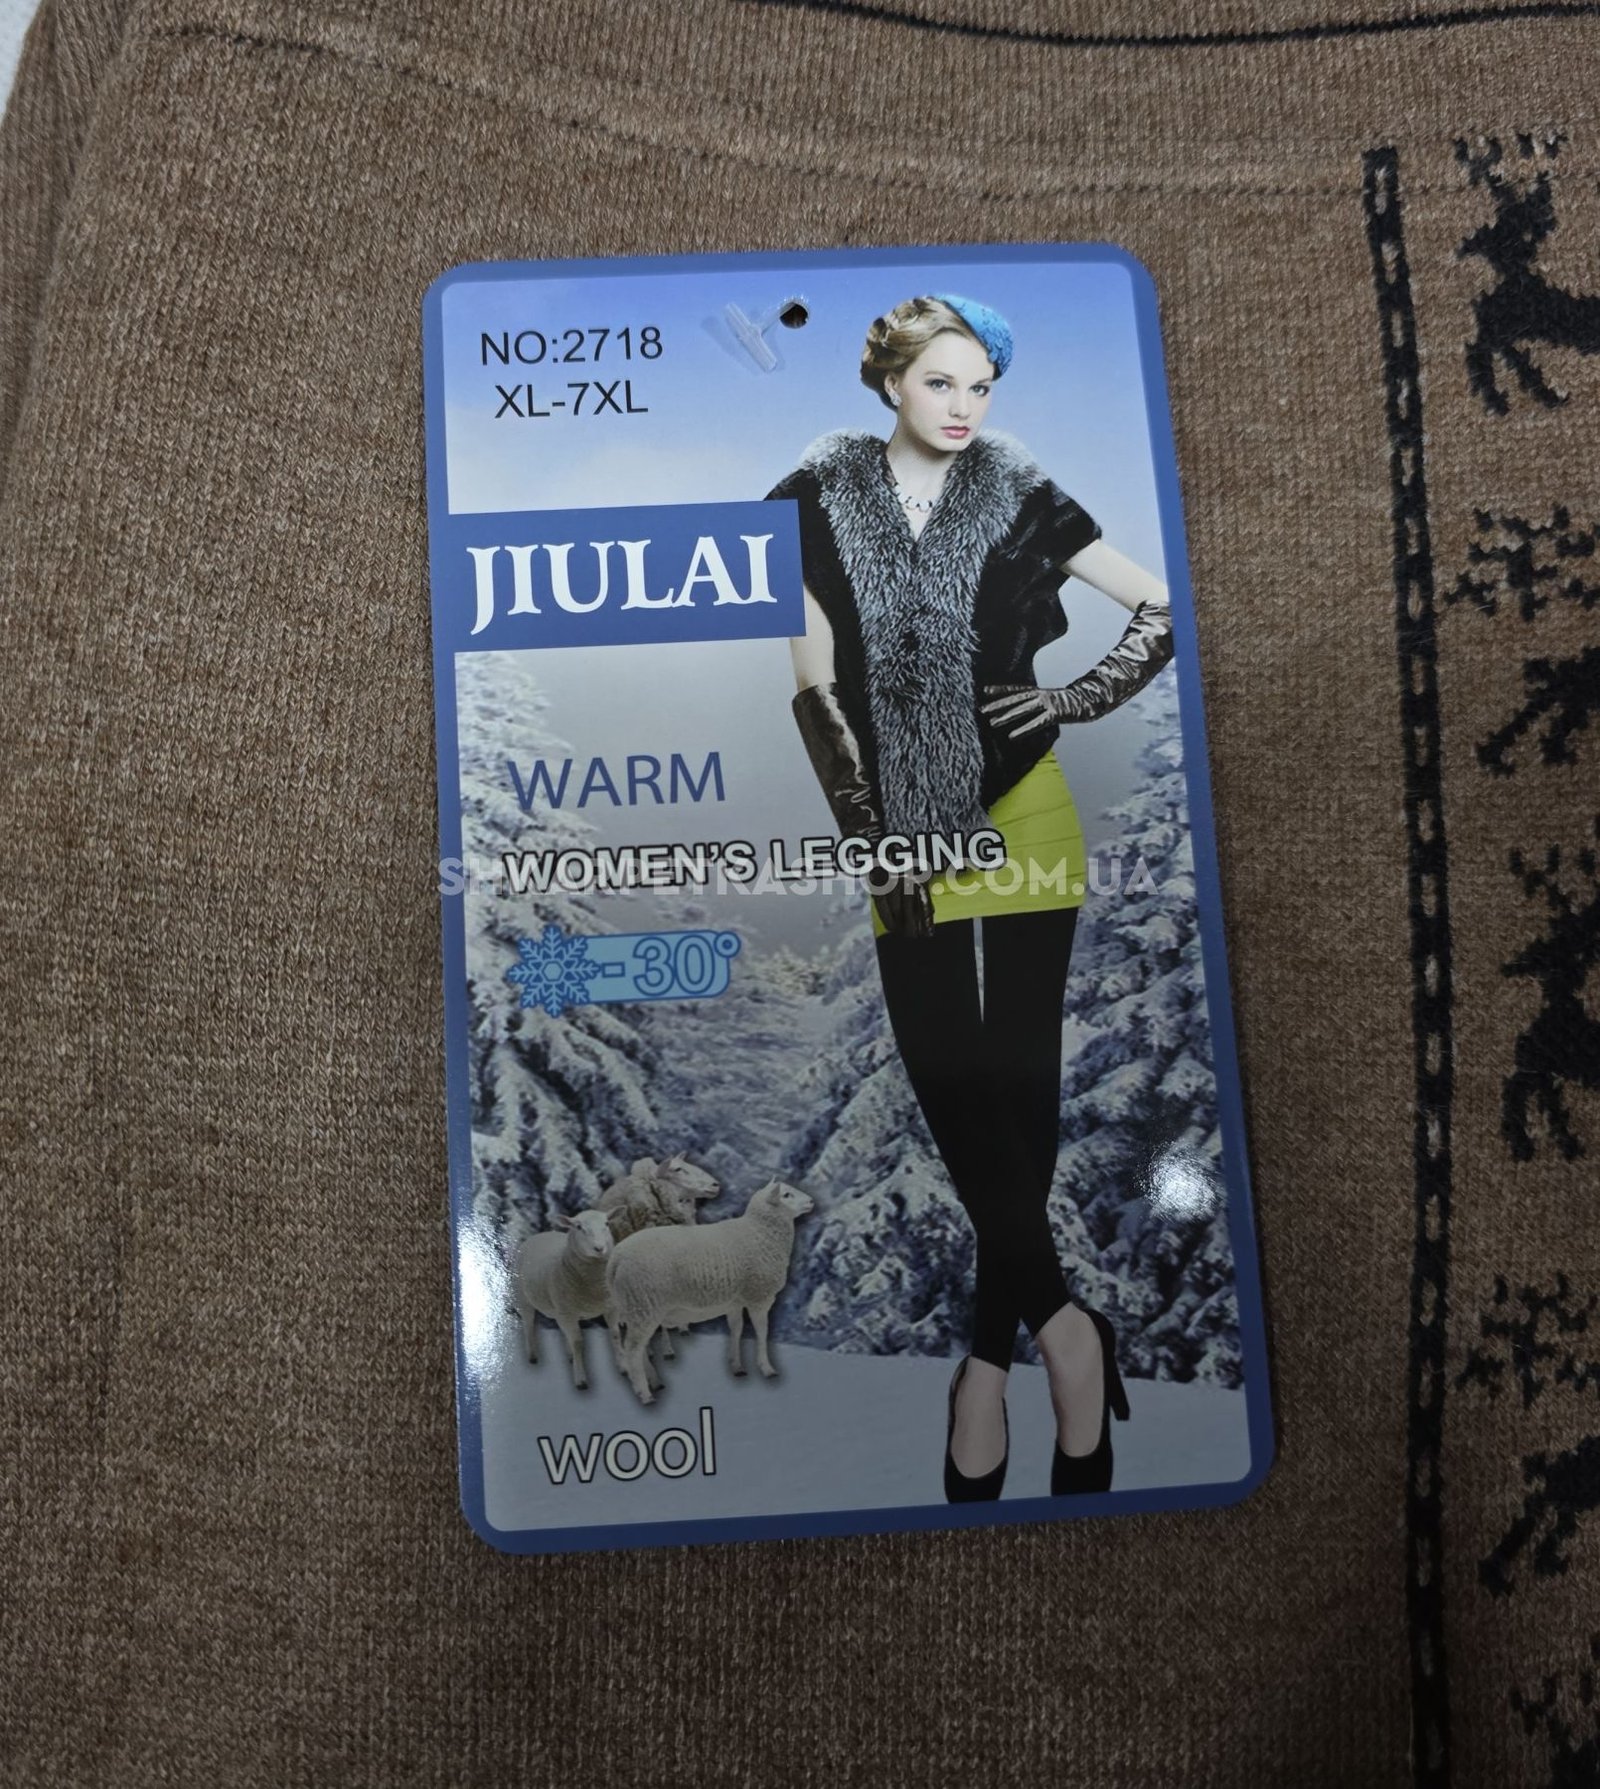 NO:2718
XL-7XL
JIULAI
WARM
WOMEN'S LEGGING
-30°
wool